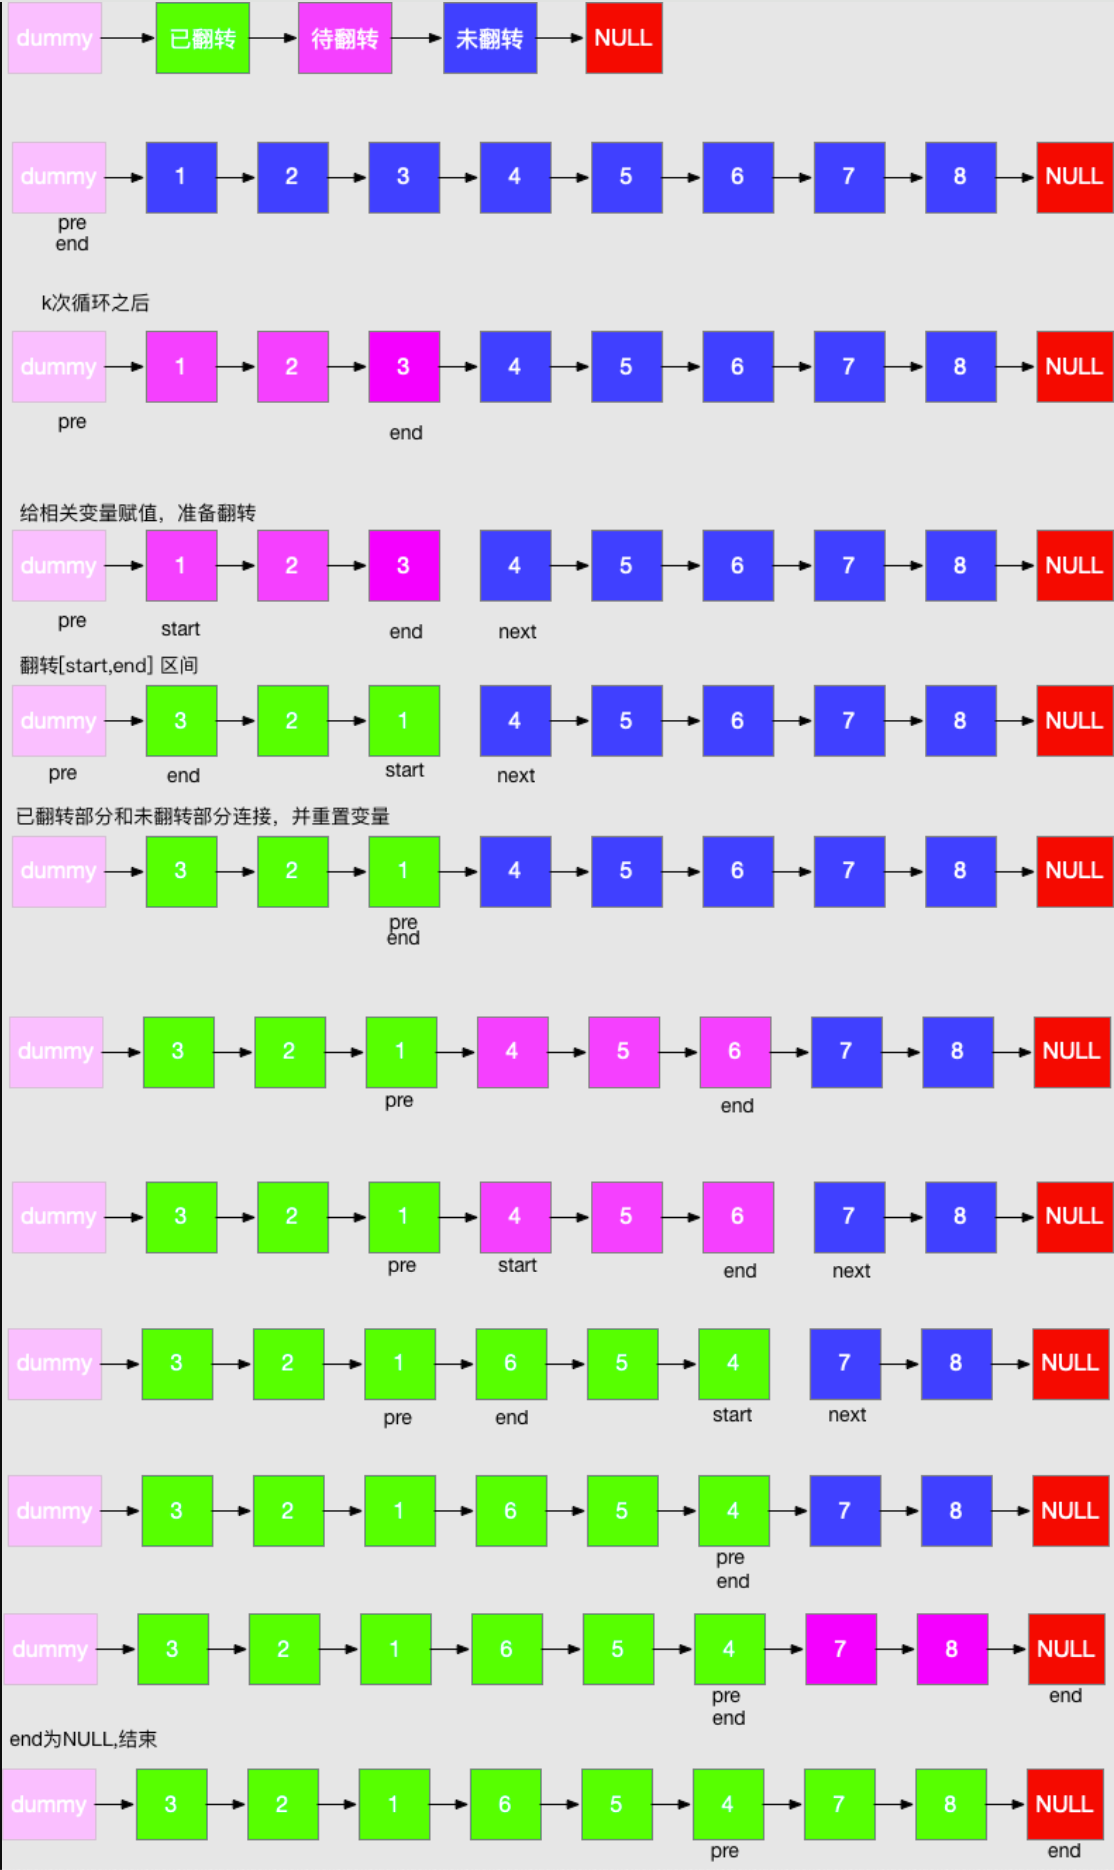 dummy 已翻转 待翻转 未翻转 NULL
dummy 1 2 3 4 5 6 7 8 NULL
pre
end
k次循环之后
dummy 1 2 3 4 5 6 7 8 NULL
pre end
给相关变量赋值，准备翻转
dummy 1 2 3 4 5 6 7 8 NULL
pre start end next
翻转[start,end] 区间
dummy 3 2 1 4 5 6 7 8 NULL
pre end start next
已翻转部分和未翻转部分连接，并重置变量
dummy 3 2 1 4 5 6 7 8 NULL
pre
end
dummy 3 2 1 4 5 6 7 8 NULL
pre end
dummy 3 2 1 4 5 6 7 8 NULL
pre start end next
dummy 3 2 1 6 5 4 7 8 NULL
pre end start next
dummy 3 2 1 6 5 4 7 8 NULL
pre
end
dummy 3 2 1 6 5 4 7 8 NULL
pre end
end
end为NULL,结束
dummy 3 2 1 6 5 4 7 8 NULL
pre end